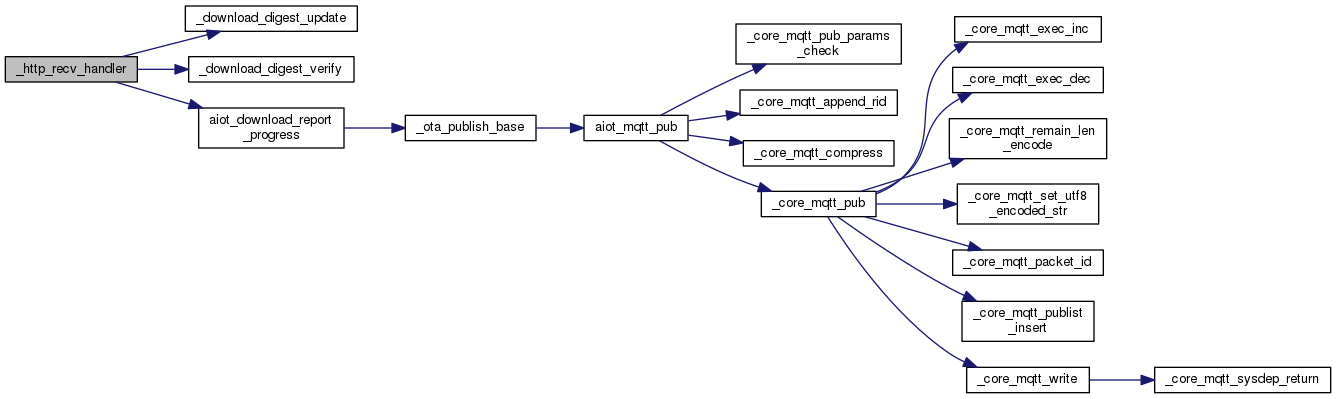 _http_recv_handler
_download_digest_update
_download_digest_verify
aiot_download_report
_progress
_ota_publish_base
aiot_mqtt_pub
_core_mqtt_pub_params
_check
_core_mqtt_append_rid
_core_mqtt_compress
_core_mqtt_pub
_core_mqtt_exec_inc
_core_mqtt_exec_dec
_core_mqtt_remain_len
_encode
_core_mqtt_set_utf8
_encoded_str
_core_mqtt_packet_id
_core_mqtt_publist
_insert
_core_mqtt_write
_core_mqtt_sysdep_return